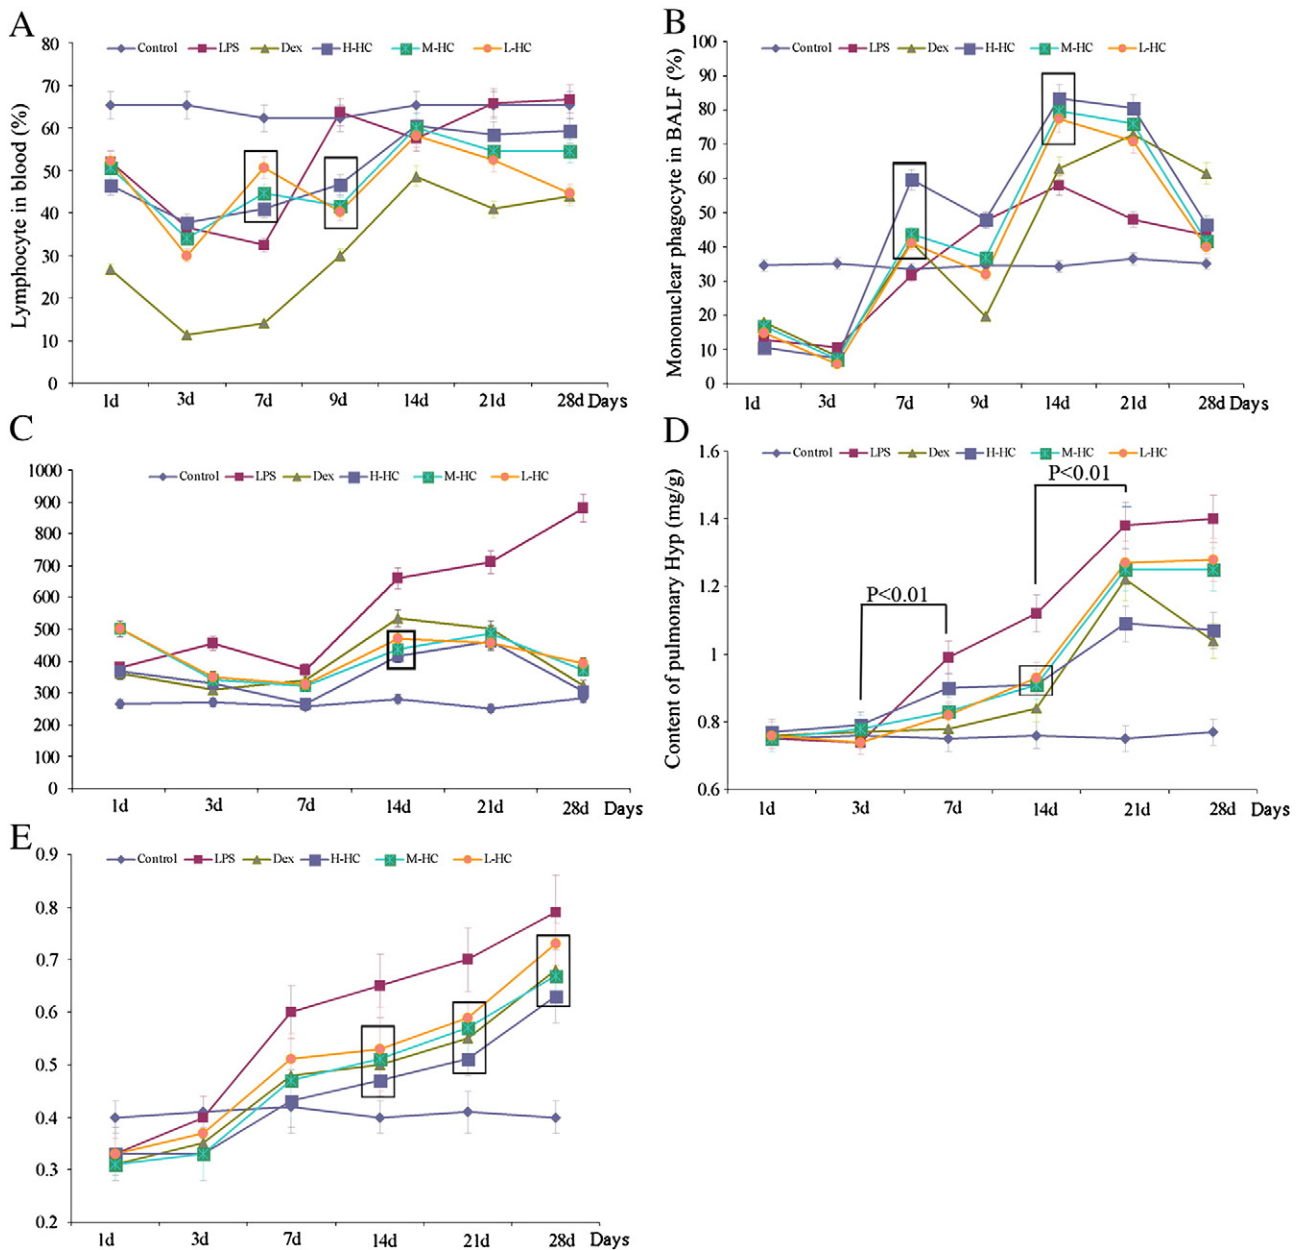 A
Control LPS Dex H-HC M-HC L-HC
Lymphocyte in blood (%)
80
70
60
50
40
30
20
10
0
1d 3d 7d 9d 14d 21d 28d Days
B
Control LPS Dex H-HC M-HC L-HC
Mononuclear phagocyte in BALF (%)
100
90
80
70
60
50
40
30
20
10
0
1d 3d 7d 9d 14d 21d 28d Days
C
Control LPS Dex H-HC M-HC L-HC
1000
900
800
700
600
500
400
300
200
100
0
1d 3d 7d 14d 21d 28d Days
D
Control LPS Dex H-HC M-HC L-HC
Content of pulmonary Hyp (mg/g)
P<0.01
P<0.01
1.6
1.4
1.2
1
0.8
0.6
1d 3d 7d 14d 21d 28d Days
E
Control LPS Dex H-HC M-HC L-HC
0.9
0.8
0.7
0.6
0.5
0.4
0.3
0.2
1d 3d 7d 14d 21d 28d Days